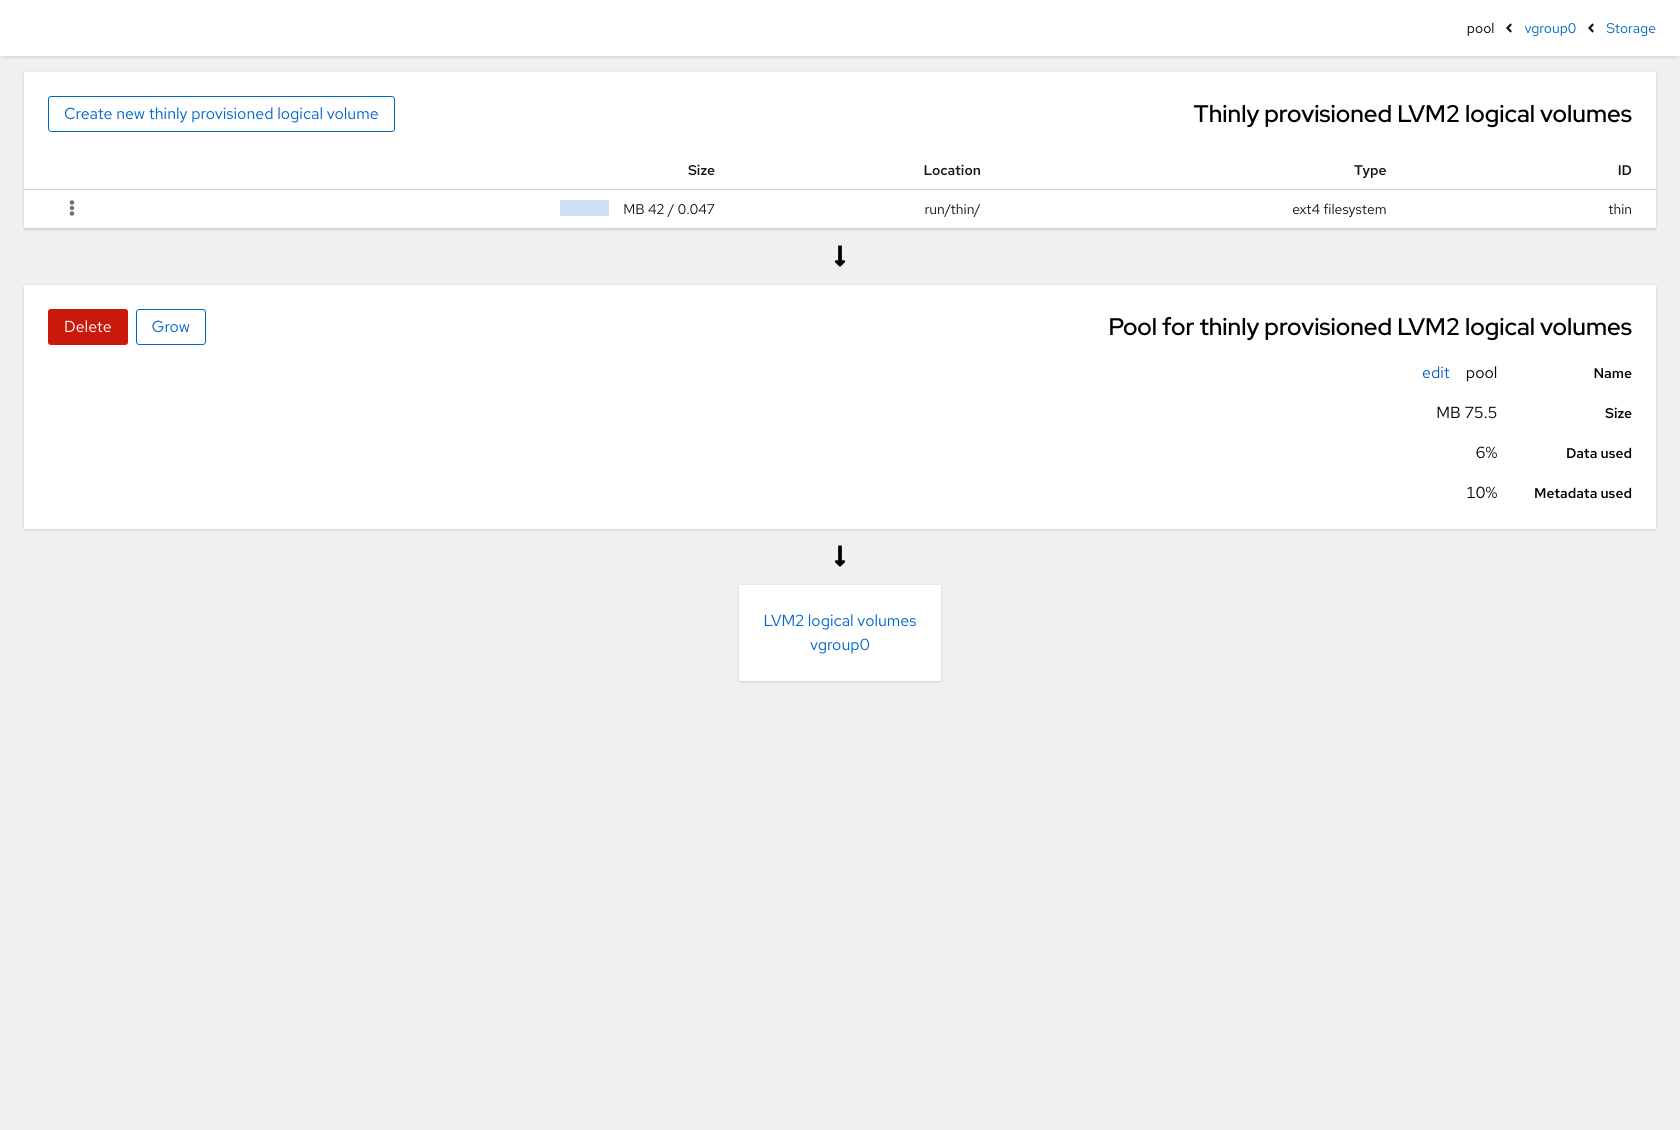 Storage vgroup0 pool
Thinly provisioned LVM2 logical volumes Create new thinly provisioned logical volume
ID Type Location Size
thin ext4 filesystem run/thin/ MB 42 / 0.047
Pool for thinly provisioned LVM2 logical volumes Grow Delete
Name pool edit
Size MB 75.5
Data used 6%
Metadata used 10%
LVM2 logical volumes
vgroup0